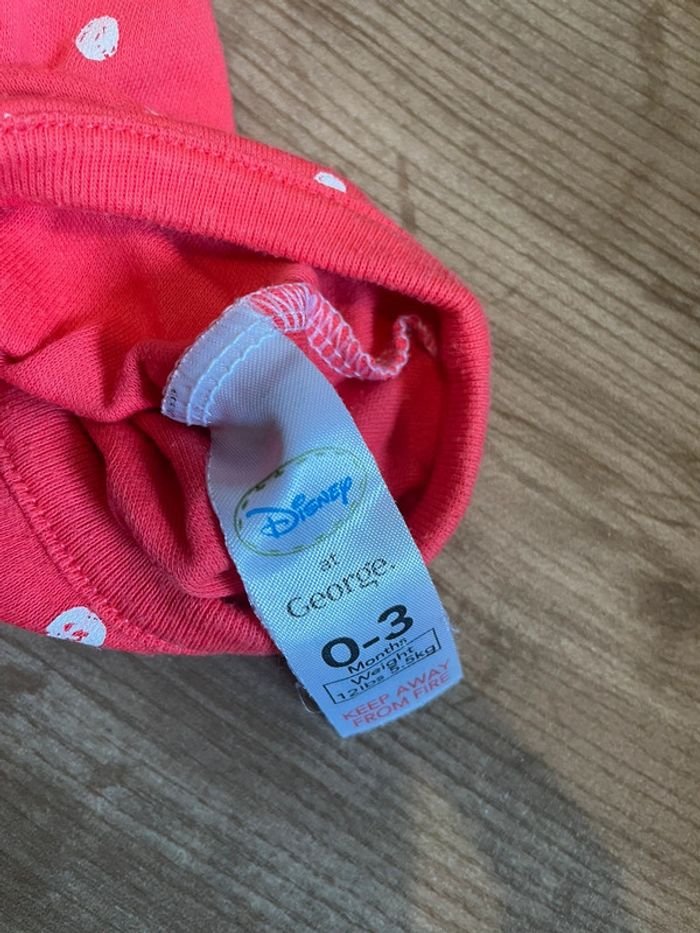 Disney
at
George.
0-3
Months
Weight
12lbs 5.5kg
KEEP AWAY
FROM FIRE